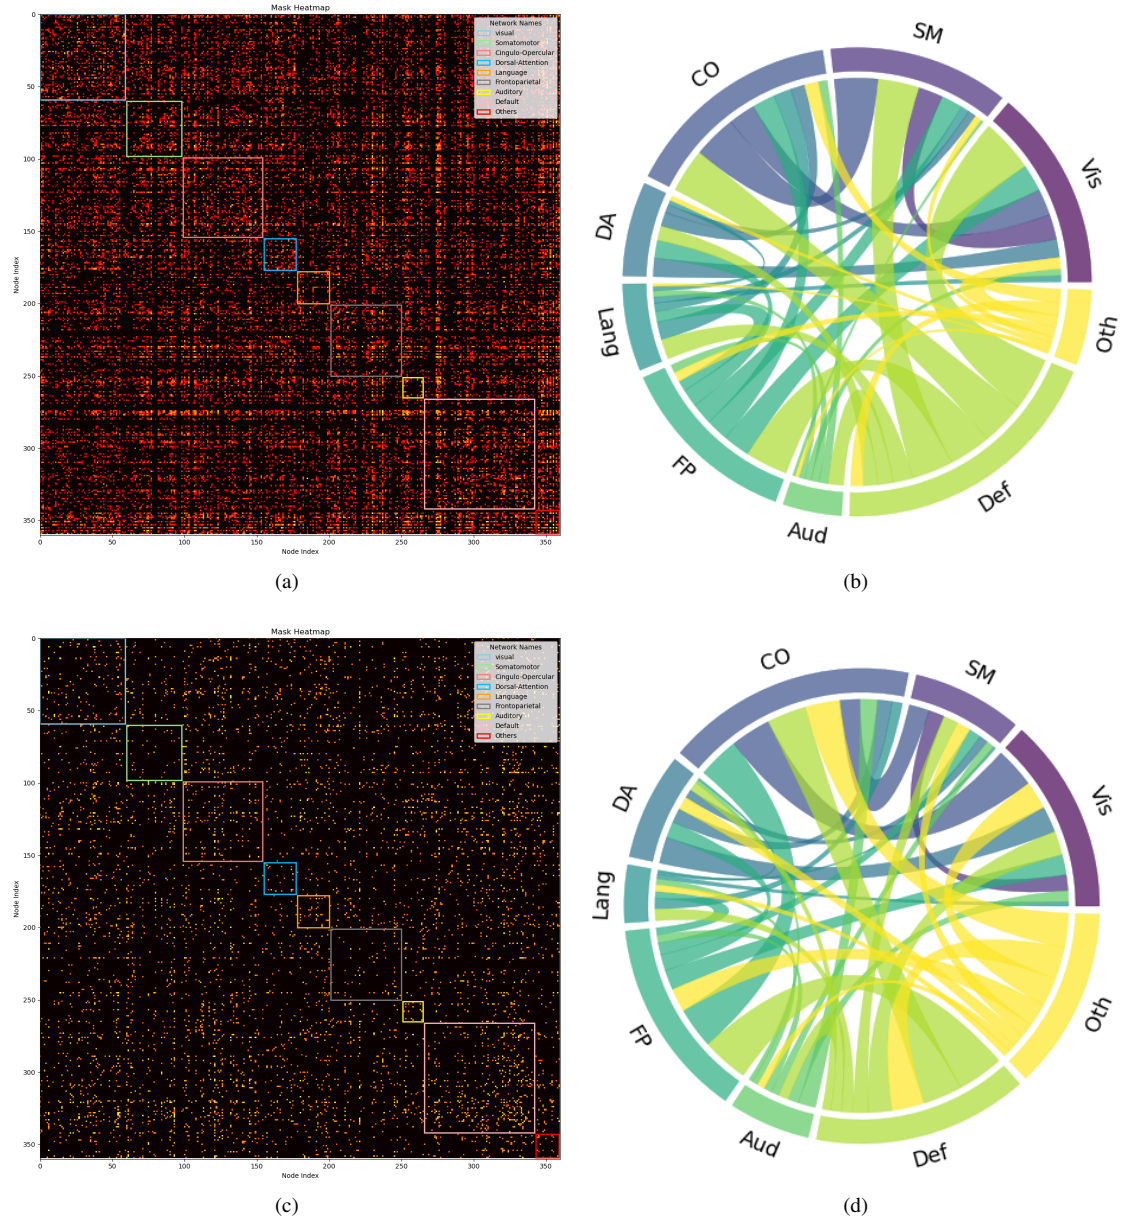 Mask Heatmap
Network Names
visual
Somatomotor
Cingulo-Opercular
Dorsal-Attention
Language
Frontoparietal
Auditory
Default
Others
0
50
100
150
200
250
300
350
Node Index
0 50 100 150 200 250 300 350
Node Index
(a)
SM
CO
Vis
DA
Lang
Oth
FP
Def
Aud
(b)
Mask Heatmap
Network Names
visual
Somatomotor
Cingulo-Opercular
Dorsal-Attention
Language
Frontoparietal
Auditory
Default
Others
0
50
100
150
200
250
300
350
Node Index
0 50 100 150 200 250 300 350
Node Index
(c)
CO
SM
DA
Vis
Lang
Oth
FP
Aud
Def
(d)